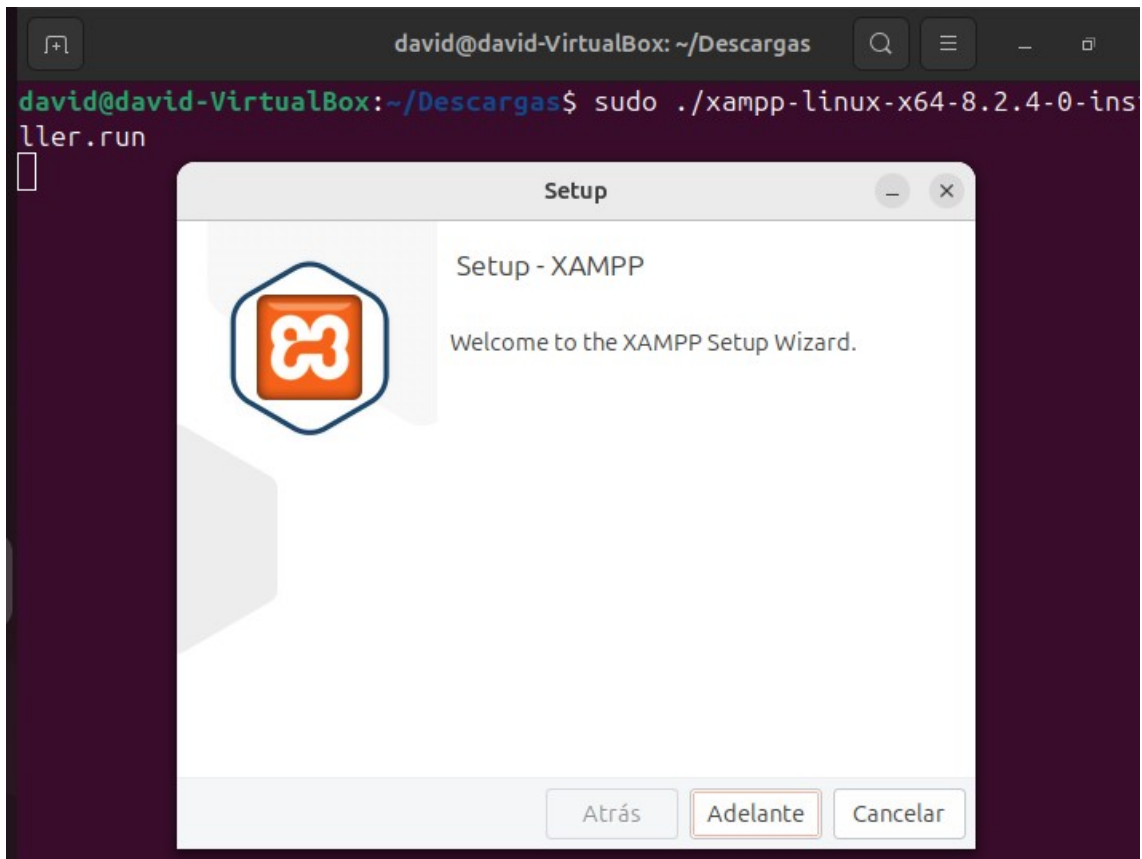 david@david-VirtualBox: ~/Descargas
david@david-VirtualBox:~/Descargas$ sudo ./xampp-linux-x64-8.2.4-0-ins
ller.run
Setup
Setup - XAMPP
Welcome to the XAMPP Setup Wizard.
Atrás Adelante Cancelar